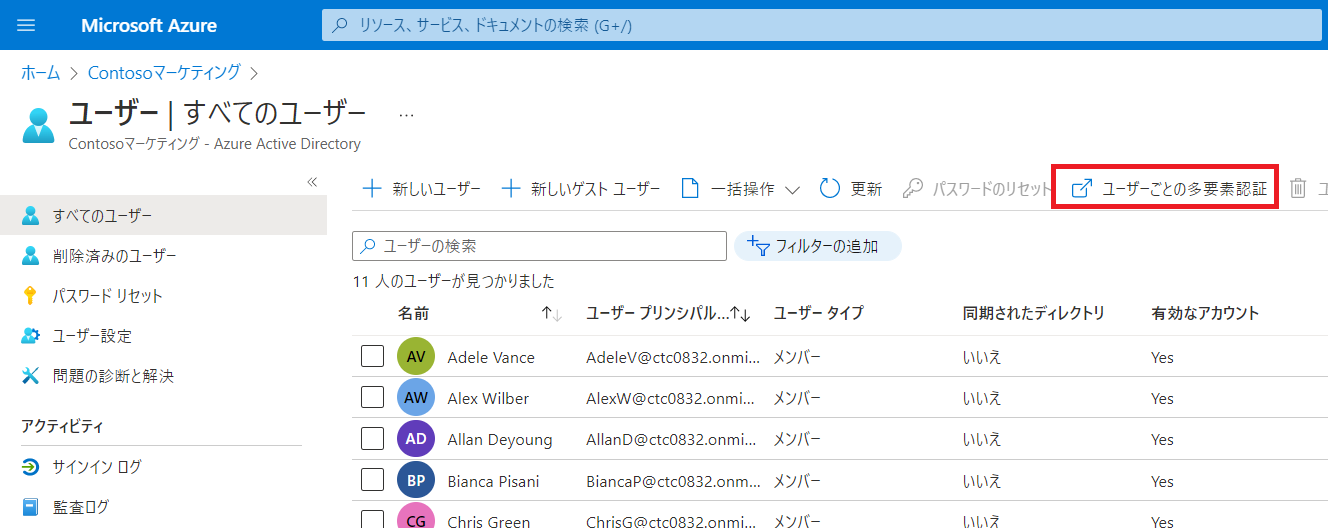 Microsoft Azure
リソース、サービス、ドキュメントの検索 (G+/)
ホーム > Contosoマーケティング >
ユーザー | すべてのユーザー ...
Contosoマーケティング - Azure Active Directory
新しいユーザー 新しいゲスト ユーザー 一括操作 更新 パスワードのリセット ユーザーごとの多要素認証
すべてのユーザー
削除済みのユーザー
パスワード リセット
ユーザー設定
問題の診断と解決
アクティビティ
サインイン ログ
監査ログ
ユーザーの検索 フィルターの追加
11 人のユーザーが見つかりました
名前 ユーザー プリンシパル... ユーザー タイプ 同期されたディレクトリ 有効なアカウント
AV Adele Vance AdeleV@ctc0832.onmi... メンバー いいえ Yes
AW Alex Wilber AlexW@ctc0832.onmi... メンバー いいえ Yes
AD Allan Deyoung AllanD@ctc0832.onmi... メンバー いいえ Yes
BP Bianca Pisani BiancaP@ctc0832.onmi... メンバー いいえ Yes
CG Chris Green ChrisG@ctc0832.onmi... メンバー いいえ Yes